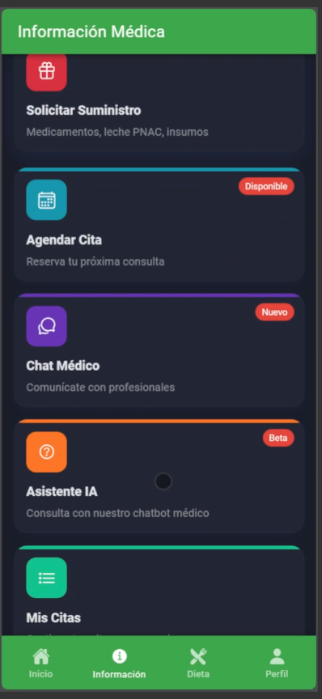 Información Médica
Solicitar Suministro
Medicamentos, leche PNAC, insumos
Disponible
Agendar Cita
Reserva tu próxima consulta
Nuevo
Chat Médico
Comunícate con profesionales
Beta
Asistente IA
Consulta con nuestro chatbot médico
Mis Citas
Inicio
Información
Dieta
Perfil